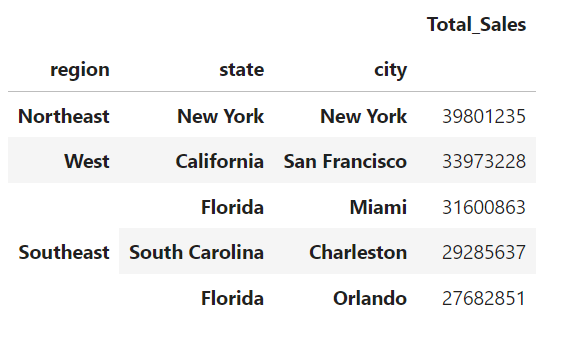 Total_Sales
region state city
Northeast New York New York 39801235
West California San Francisco 33973228
Florida Miami 31600863
Southeast South Carolina Charleston 29285637
Florida Orlando 27682851